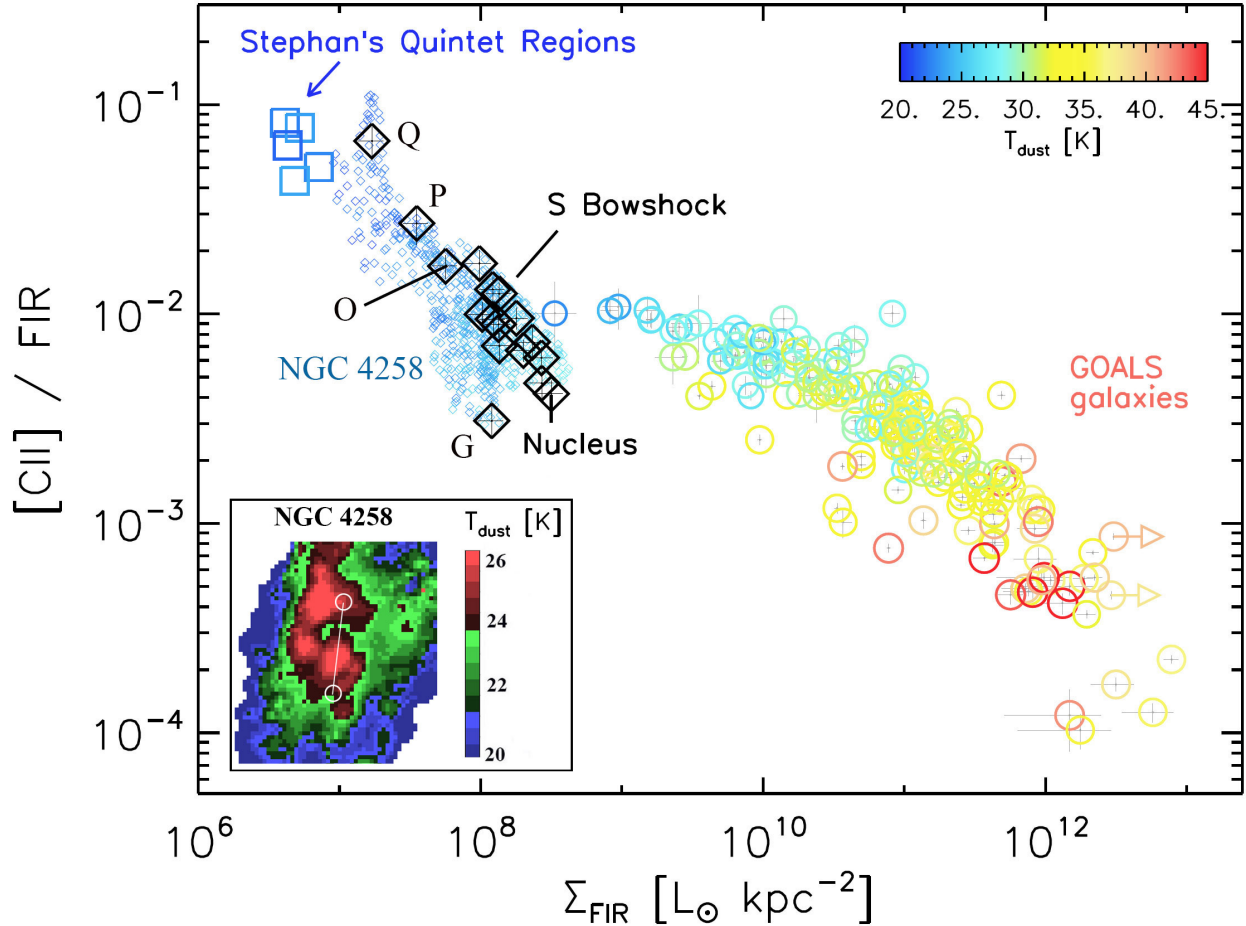 Stephan's Quintet Regions
20. 25. 30. 35. 40. 45.
T_dust [K]
10^-1
Q
P
S Bowshock
O
10^-2
NGC 4258
GOALS
galaxies
G
Nucleus
[CII] / FIR
10^-3
NGC 4258
T_dust [K]
26
24
22
20
10^-4
10^6 10^8 10^10 10^12
Σ_FIR [L_⊙ kpc^-2]